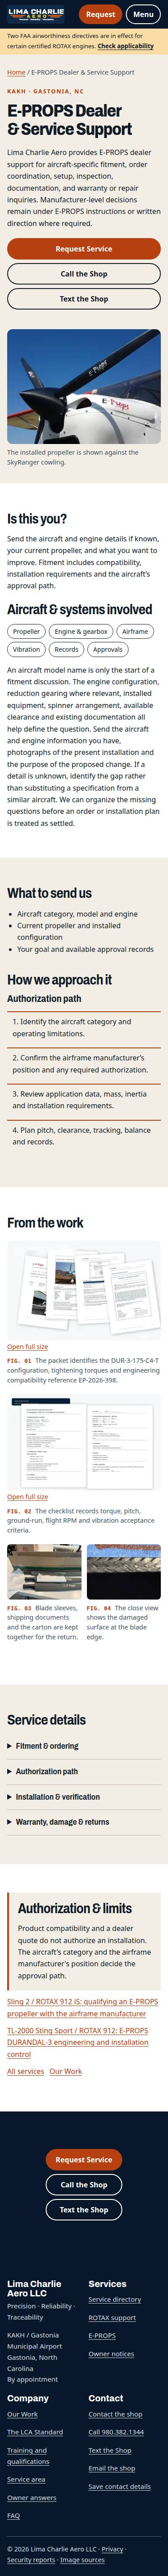 LIMA CHARLIE
AERO
Request
Menu
Two FAA airworthiness directives are in effect for
certain certified ROTAX engines. Check applicability
Home / E-PROPS Dealer & Service Support
KAKH · GASTONIA, NC
E-PROPS Dealer
& Service Support
Lima Charlie Aero provides E-PROPS dealer
support for aircraft-specific fitment, order
coordination, setup, inspection,
documentation, and warranty or repair
inquiries. Manufacturer-level decisions
remain under E-PROPS instructions or written
direction where required.
Request Service
Call the Shop
Text the Shop
E-Props
The installed propeller is shown against the
SkyRanger cowling.
Is this you?
Send the aircraft and engine details if known,
your current propeller, and what you want to
improve. Fitment includes compatibility,
installation requirements and the aircraft's
approval path.
Aircraft & systems involved
Propeller
Engine & gearbox
Airframe
Vibration
Records
Approvals
An aircraft model name is only the start of a
fitment discussion. The engine configuration,
reduction gearing where relevant, installed
equipment, spinner arrangement, available
clearance and existing documentation all
help define the question. Send the aircraft
and engine information you have,
photographs of the present installation and
the purpose of the proposed change. If a
detail is unknown, identify the gap rather
than substituting a specification from a
similar aircraft. We can organize the missing
questions before an order or installation plan
is treated as settled.
What to send us
• Aircraft category, model and engine
• Current propeller and installed
configuration
• Your goal and available approval records
How we approach it
Authorization path
1. Identify the aircraft category and
operating limitations.
2. Confirm the airframe manufacturer's
position and any required authorization.
3. Review application data, mass, inertia
and installation requirements.
4. Plan pitch, clearance, tracking, balance
and records.
From the work
Open full size
FIG. 01 The packet identifies the DUR-3-175-C4-T
configuration, tightening torques and engineering
compatibility reference EP-2026-398.
Open full size
FIG. 02 The checklist records torque, pitch,
ground-run, flight RPM and vibration acceptance
criteria.
FIG. 03 Blade sleeves,
shipping documents
and the carton are kept
together for the return.
FIG. 04 The close view
shows the damaged
surface at the blade
edge.
Service details
Fitment & ordering
Authorization path
Installation & verification
Warranty, damage & returns
Authorization & limits
Product compatibility and a dealer
quote do not authorize an installation.
The aircraft's category and the airframe
manufacturer's position decide the
approval path.
Sling 2 / ROTAX 912 iS: qualifying an E-PROPS
propeller with the airframe manufacturer
TL-2000 Sting Sport / ROTAX 912: E-PROPS
DURANDAL-3 engineering and installation
control
All services Our Work
Request Service
Call the Shop
Text the Shop
Lima Charlie
Aero LLC
Precision · Reliability ·
Traceability
KAKH / Gastonia
Municipal Airport
Gastonia, North
Carolina
By appointment
Services
Service directory
ROTAX support
E-PROPS
Owner notices
Company
Our Work
The LCA Standard
Training and
qualifications
Service area
Owner answers
FAQ
Contact
Contact the shop
Call 980.382.1344
Text the Shop
Email the shop
Save contact details
© 2026 Lima Charlie Aero LLC · Privacy ·
Security reports · Image sources